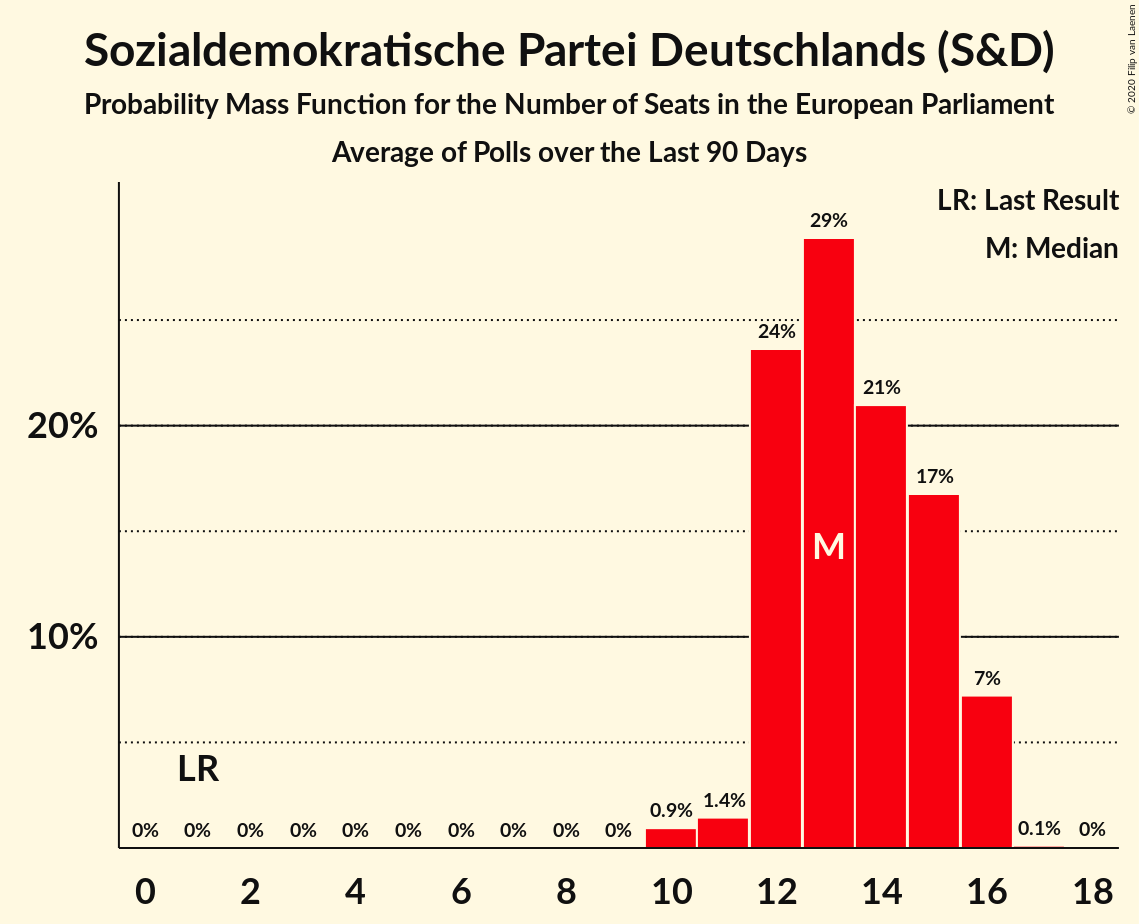 Sozialdemokratische Partei Deutschlands (S&D)
Probability Mass Function for the Number of Seats in the European Parliament
Average of Polls over the Last 90 Days
© 2020 Filip van Laenen
LR: Last Result
M: Median
29%
24%
21%
20%
17%
M
10%
7%
LR
0% 0% 0% 0% 0% 0% 0% 0% 0% 0% 0.9% 1.4% 0.1% 0%
0 2 4 6 8 10 12 14 16 18